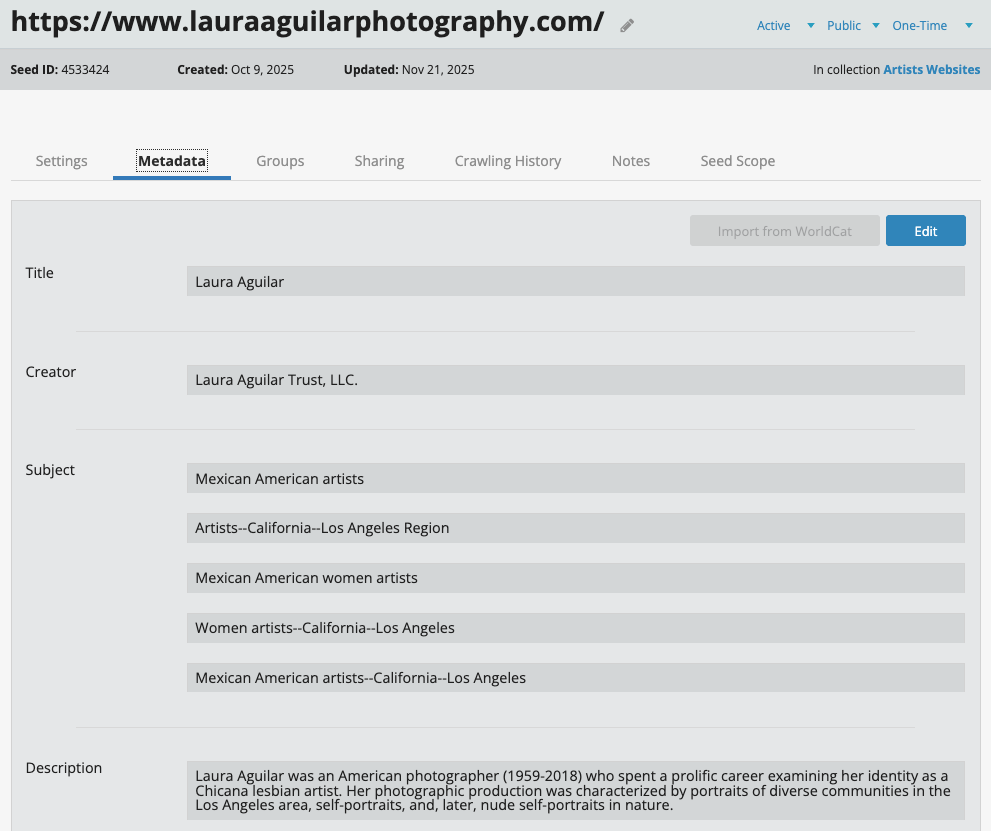 https://www.lauraaguilarphotography.com/
Active Public One-Time
Seed ID: 4533424 Created: Oct 9, 2025 Updated: Nov 21, 2025 In collection Artists Websites
Settings Metadata Groups Sharing Crawling History Notes Seed Scope
Import from WorldCat Edit
Title
Laura Aguilar
Creator
Laura Aguilar Trust, LLC.
Subject
Mexican American artists
Artists--California--Los Angeles Region
Mexican American women artists
Women artists--California--Los Angeles
Mexican American artists--California--Los Angeles
Description
Laura Aguilar was an American photographer (1959-2018) who spent a prolific career examining her identity as a
Chicana lesbian artist. Her photographic production was characterized by portraits of diverse communities in the
Los Angeles area, self-portraits, and, later, nude self-portraits in nature.